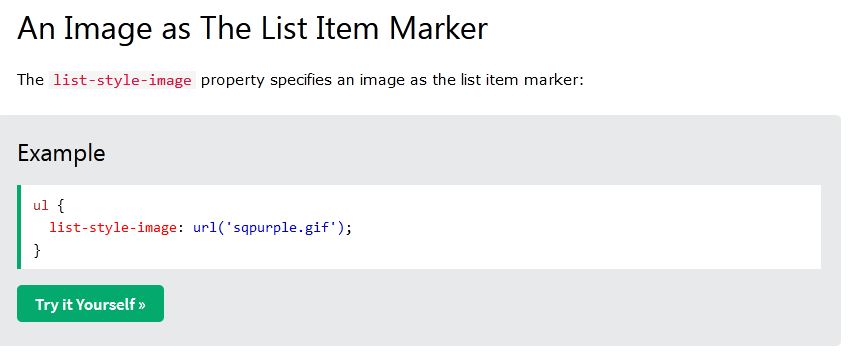 An Image as The List Item Marker
The list-style-image property specifies an image as the list item marker:
Example
ul {
  list-style-image: url('sqpurple.gif');
}
Try it Yourself »